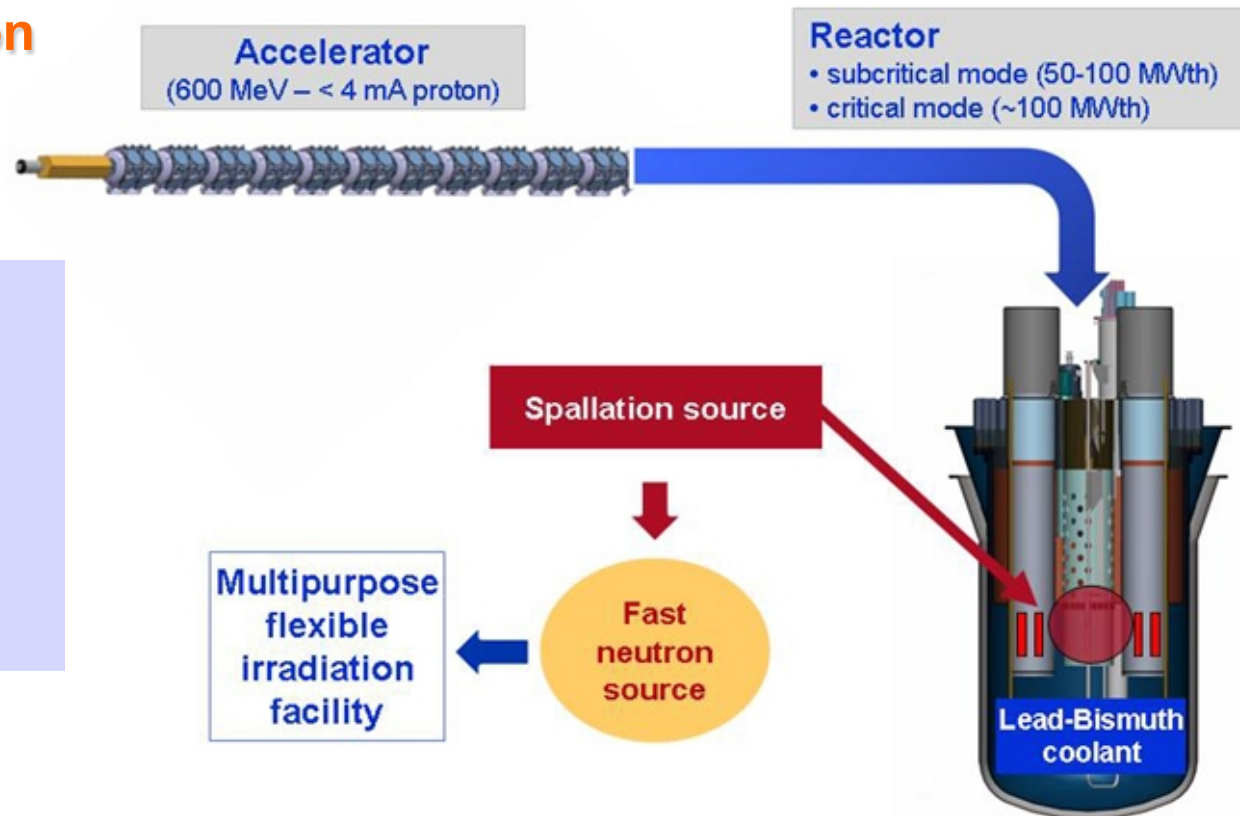 on
Accelerator
(600 MeV – < 4 mA proton)
Reactor
• subcritical mode (50-100 MWth)
• critical mode (~100 MWth)
Spallation source
Multipurpose
flexible
irradiation
facility
Fast
neutron
source
Lead-Bismuth
coolant